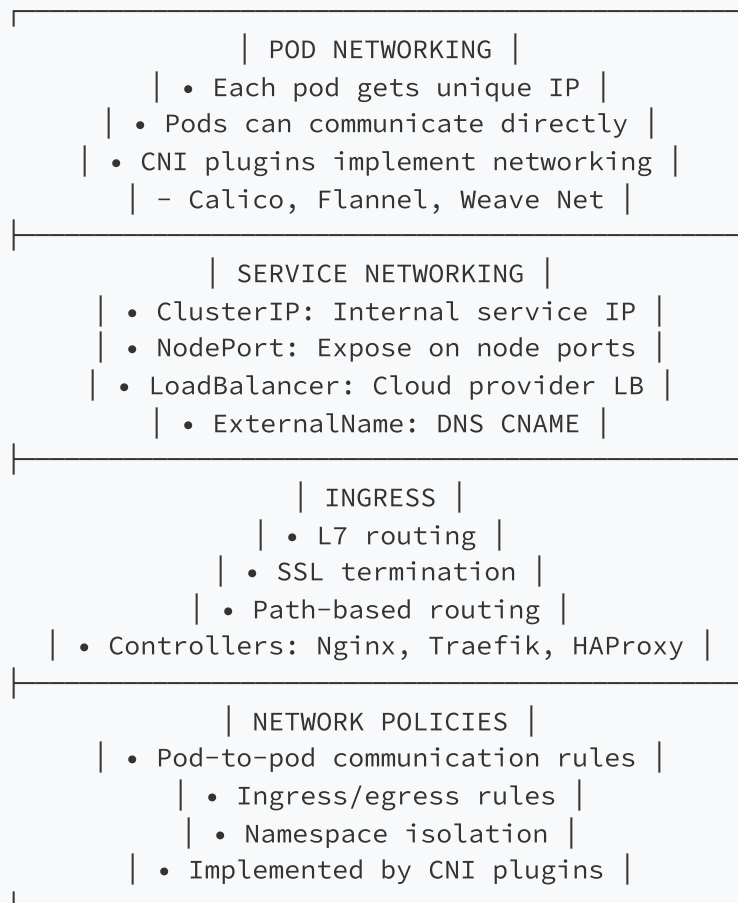 │ POD NETWORKING │
│ • Each pod gets unique IP │
│ • Pods can communicate directly │
│ • CNI plugins implement networking │
│ - Calico, Flannel, Weave Net │
│ SERVICE NETWORKING │
│ • ClusterIP: Internal service IP │
│ • NodePort: Expose on node ports │
│ • LoadBalancer: Cloud provider LB │
│ • ExternalName: DNS CNAME │
│ INGRESS │
│ • L7 routing │
│ • SSL termination │
│ • Path-based routing │
│ • Controllers: Nginx, Traefik, HAProxy │
│ NETWORK POLICIES │
│ • Pod-to-pod communication rules │
│ • Ingress/egress rules │
│ • Namespace isolation │
│ • Implemented by CNI plugins │